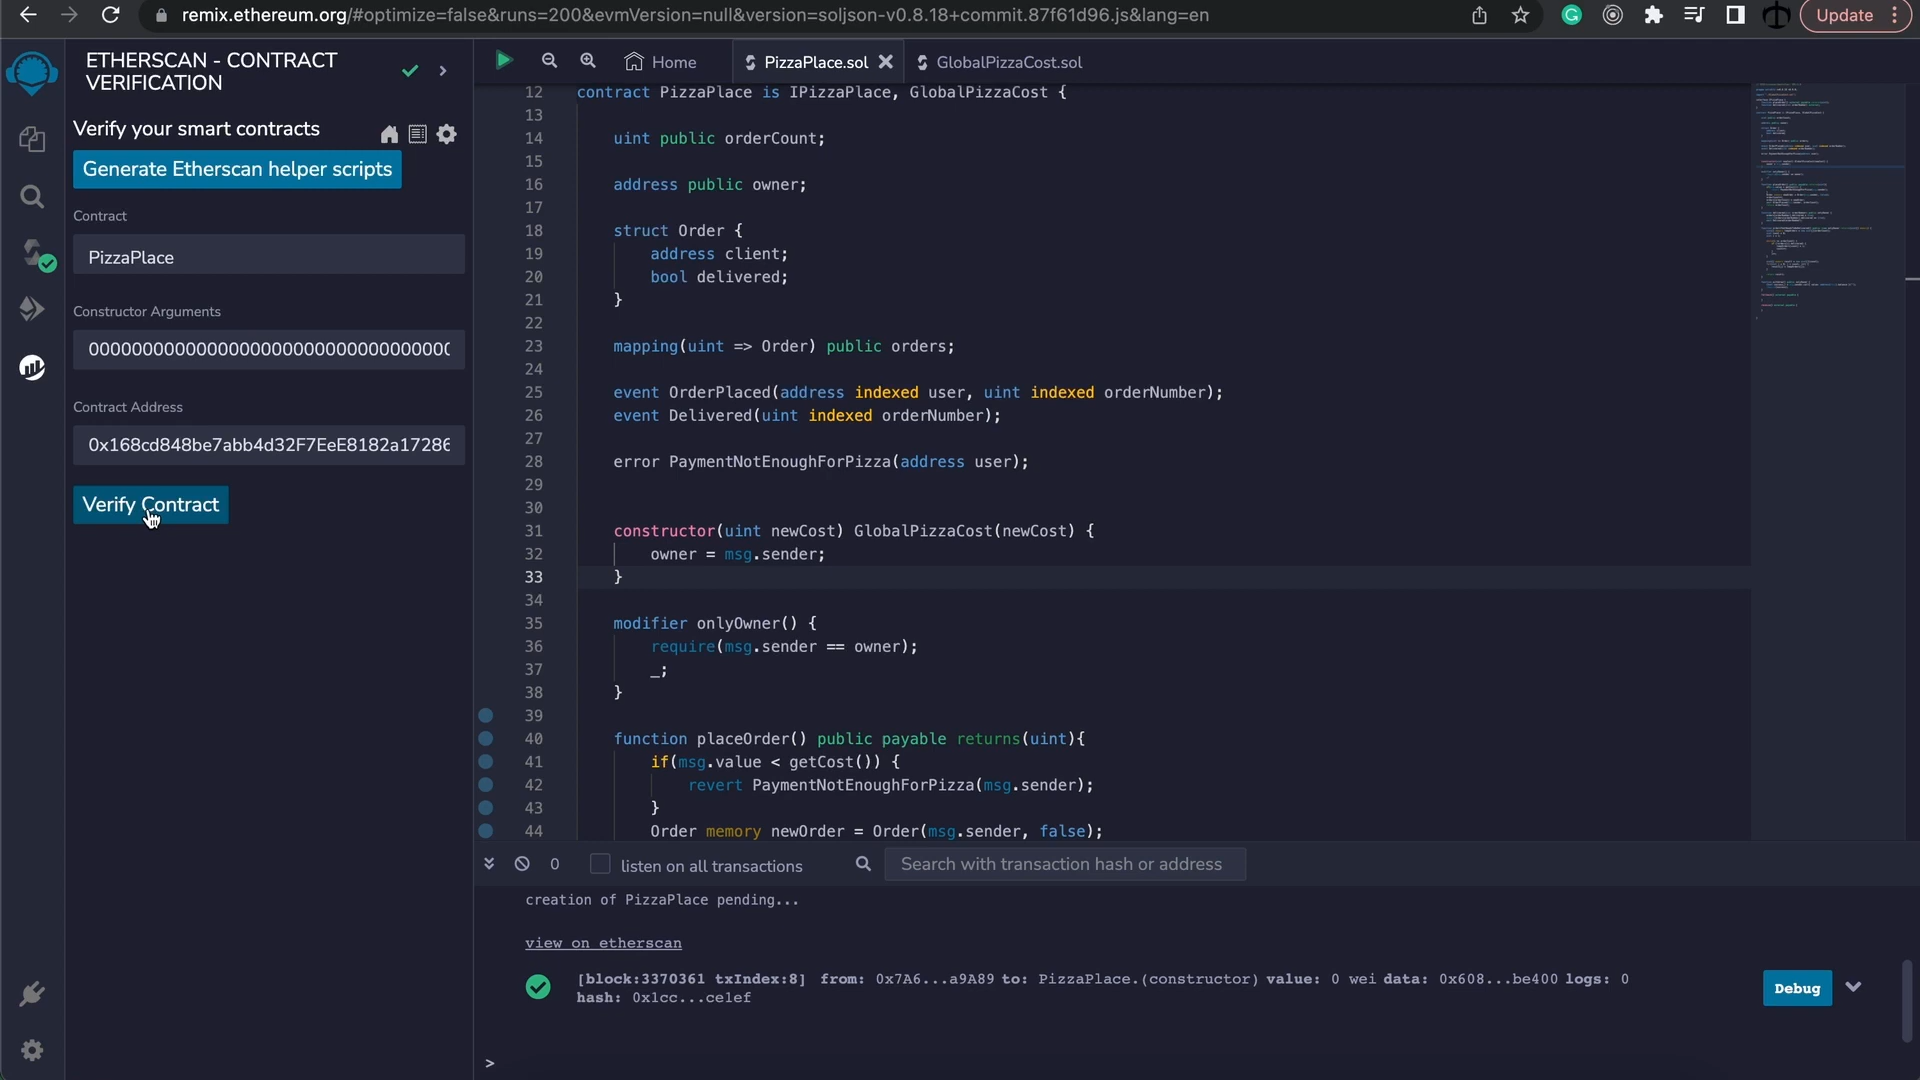 remix.ethereum.org/#optimize=false&runs=200&evmVersion=null&version=soljson-v0.8.18+commit.87f61d96.js&lang=en
Update
ETHERSCAN - CONTRACT
VERIFICATION
Verify your smart contracts
Generate Etherscan helper scripts
Contract
PizzaPlace
Constructor Arguments
Contract Address
0x168cd848be7abb4d32F7EeE8182a17286
Verify Contract
Home
PizzaPlace.sol
GlobalPizzaCost.sol
12 contract PizzaPlace is IPizzaPlace, GlobalPizzaCost {
13
14 uint public orderCount;
15
16 address public owner;
17
18 struct Order {
19 address client;
20 bool delivered;
21 }
22
23 mapping(uint => Order) public orders;
24
25 event OrderPlaced(address indexed user, uint indexed orderNumber);
26 event Delivered(uint indexed orderNumber);
27
28 error PaymentNotEnoughForPizza(address user);
29
30
31 constructor(uint newCost) GlobalPizzaCost(newCost) {
32 owner = msg.sender;
33 }
34
35 modifier onlyOwner() {
36 require(msg.sender == owner);
37 _;
38 }
39
40 function placeOrder() public payable returns(uint){
41 if(msg.value < getCost()) {
42 revert PaymentNotEnoughForPizza(msg.sender);
43 }
44 Order memory newOrder = Order(msg.sender, false);
0
listen on all transactions
Search with transaction hash or address
creation of PizzaPlace pending...
view on etherscan
[block:3370361 txIndex:8] from: 0x7A6...a9A89 to: PizzaPlace.(constructor) value: 0 wei data: 0x608...be400 logs: 0
hash: 0x1cc...ce1ef
Debug
>